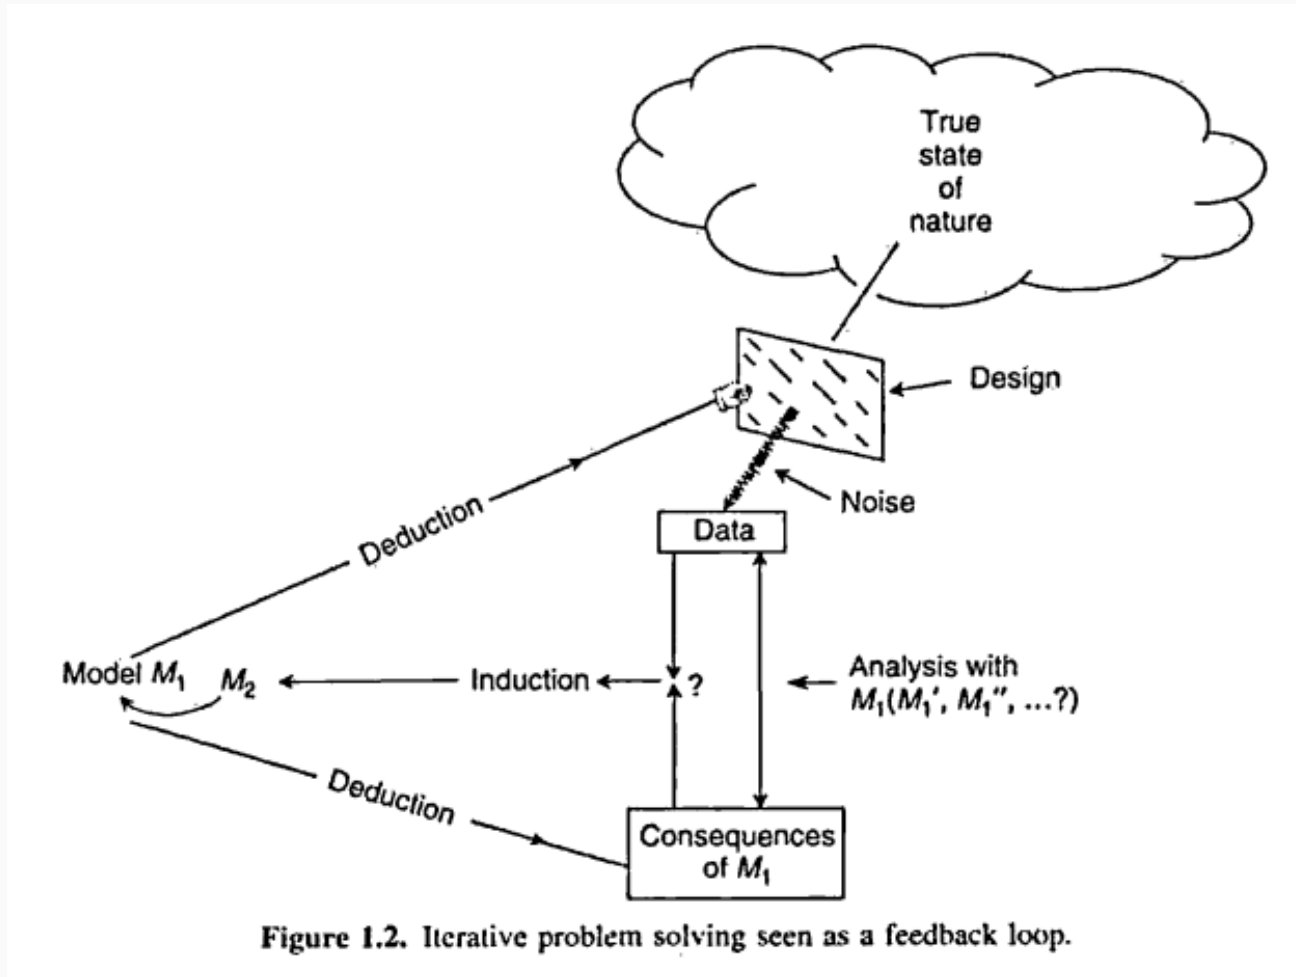 True
state
of
nature
Design
Noise
Deduction
Data
Model M₁ M₂
Induction
?
Analysis with
M₁(M₁′, M₁″, ...?)
Deduction
Consequences
of M₁
Figure 1.2. Iterative problem solving seen as a feedback loop.